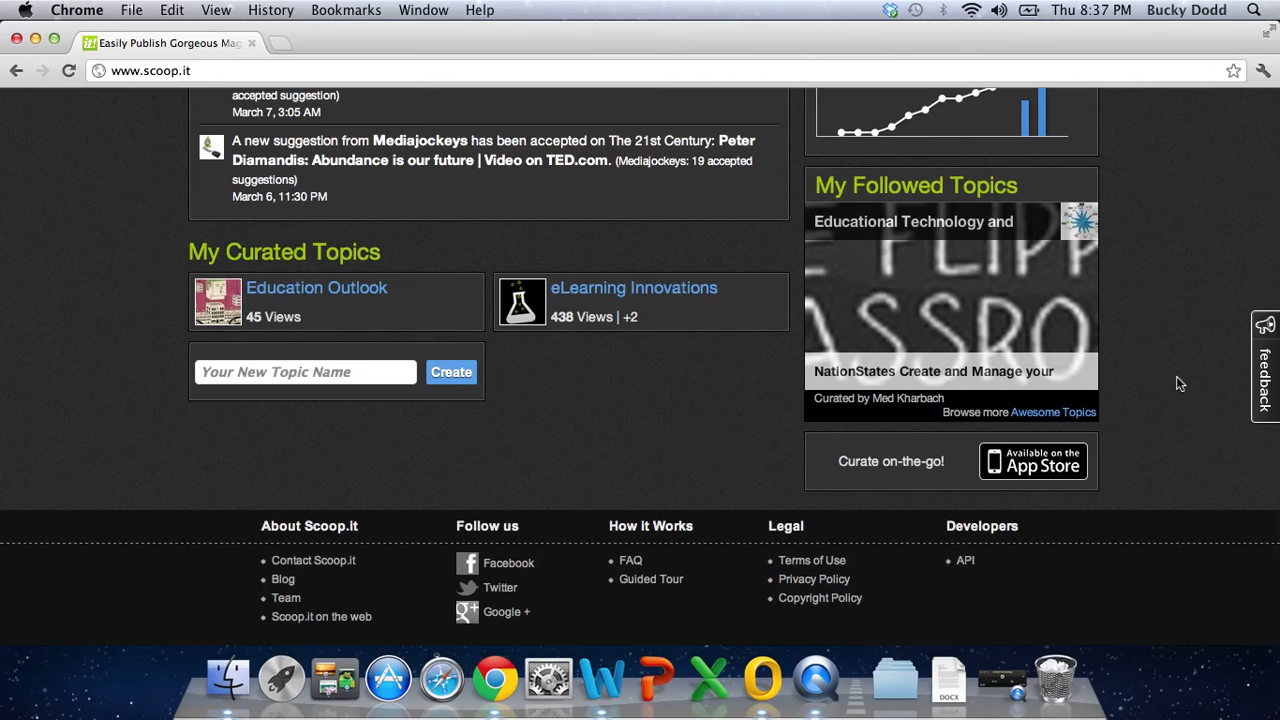 Chrome File Edit View History Bookmarks Window Help Thu 8:37 PM Bucky Dodd
it! Easily Publish Gorgeous Mag
www.scoop.it
accepted suggestion)
March 7, 3:05 AM
A new suggestion from Mediajockeys has been accepted on The 21st Century: Peter
Diamandis: Abundance is our future | Video on TED.com. (Mediajockeys: 19 accepted
suggestions)
March 6, 11:30 PM
My Curated Topics
Education Outlook
45 Views
eLearning Innovations
438 Views | +2
Your New Topic Name
Create
My Followed Topics
Educational Technology and
E FLIPP
ASSRO
NationStates Create and Manage your
Curated by Med Kharbach
Browse more Awesome Topics
Curate on-the-go!
Available on the
App Store
feedback
About Scoop.it
Contact Scoop.it
Blog
Team
Scoop.it on the web
Follow us
Facebook
Twitter
Google +
How it Works
FAQ
Guided Tour
Legal
Terms of Use
Privacy Policy
Copyright Policy
Developers
API
DOCX